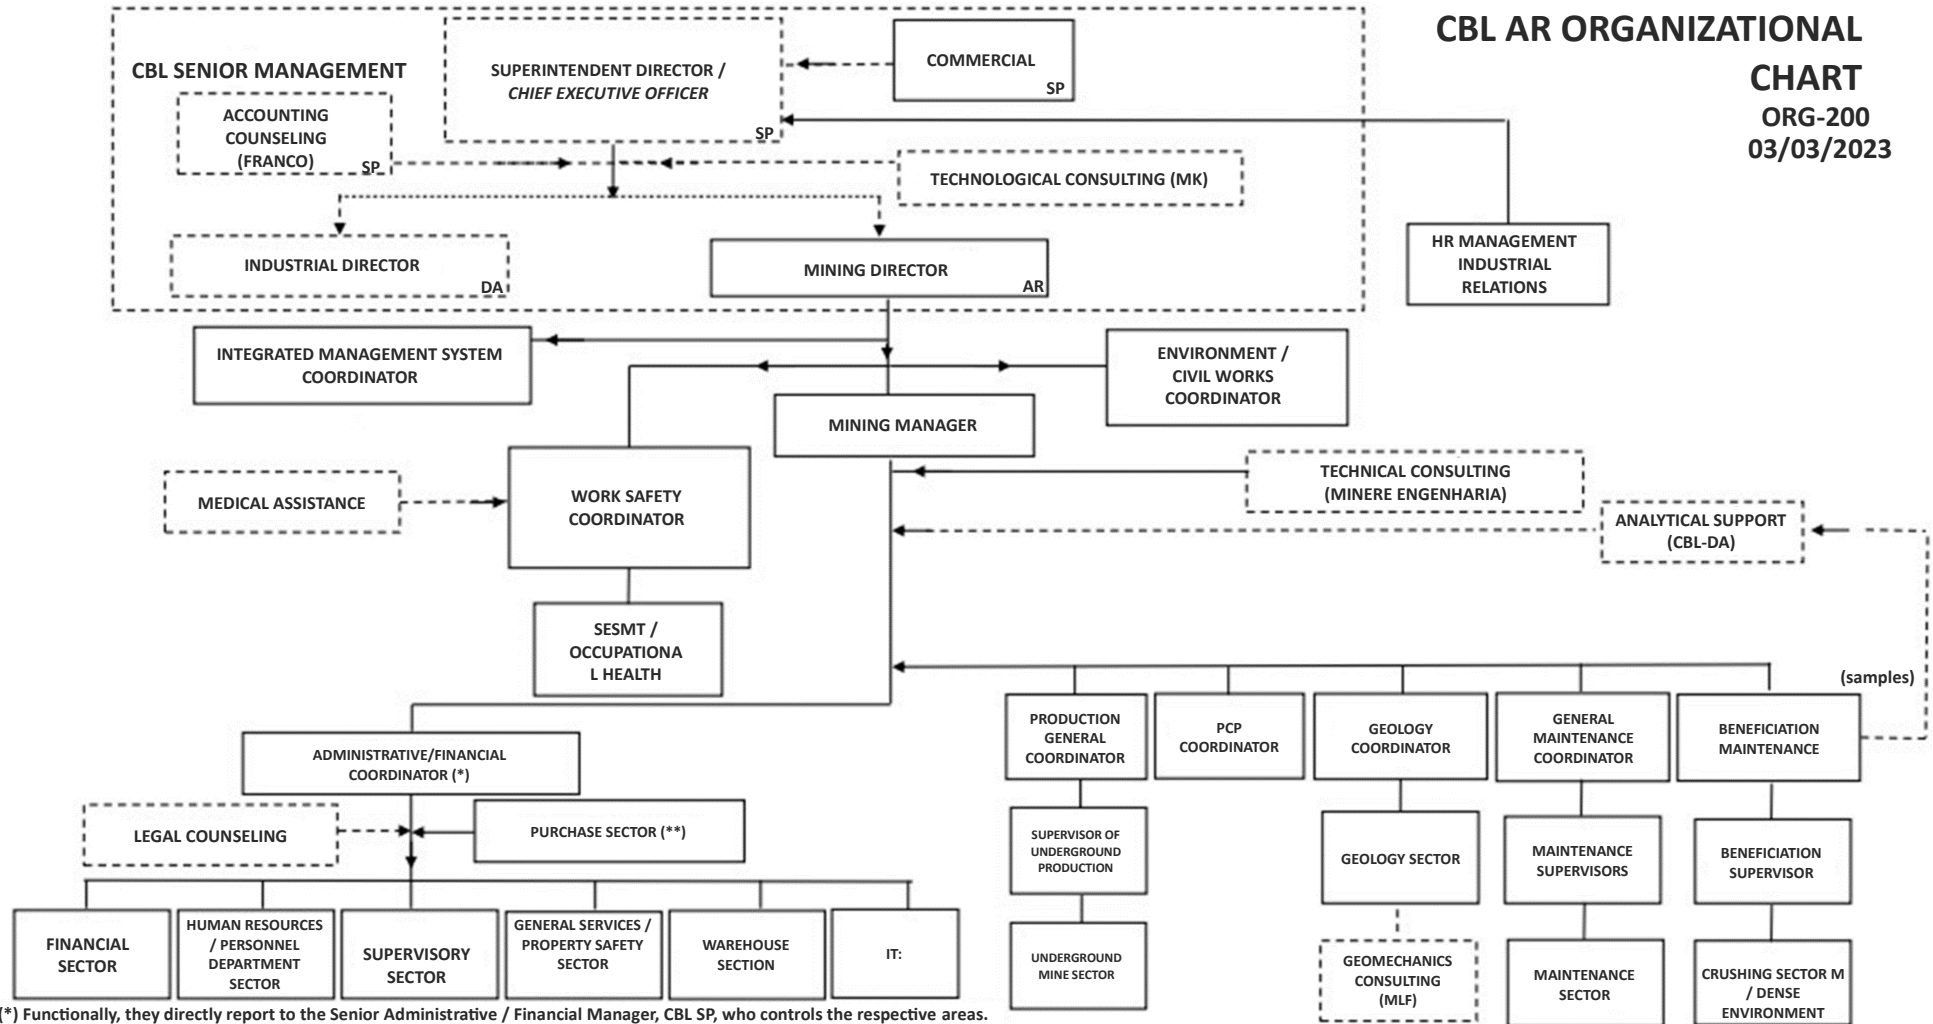 CBL AR ORGANIZATIONAL
CHART
ORG-200
03/03/2023
CBL SENIOR MANAGEMENT
SUPERINTENDENT DIRECTOR /
CHIEF EXECUTIVE OFFICER
SP
COMMERCIAL
SP
ACCOUNTING
COUNSELING
(FRANCO)
SP
TECHNOLOGICAL CONSULTING (MK)
INDUSTRIAL DIRECTOR
DA
MINING DIRECTOR
AR
HR MANAGEMENT
INDUSTRIAL
RELATIONS
INTEGRATED MANAGEMENT SYSTEM
COORDINATOR
ENVIRONMENT /
CIVIL WORKS
COORDINATOR
MINING MANAGER
MEDICAL ASSISTANCE
WORK SAFETY
COORDINATOR
TECHNICAL CONSULTING
(MINERE ENGENHARIA)
ANALYTICAL SUPPORT
(CBL-DA)
SESMT /
OCCUPATIONA
L HEALTH
(samples)
ADMINISTRATIVE/FINANCIAL
COORDINATOR (*)
PRODUCTION
GENERAL
COORDINATOR
PCP
COORDINATOR
GEOLOGY
COORDINATOR
GENERAL
MAINTENANCE
COORDINATOR
BENEFICIATION
MAINTENANCE
LEGAL COUNSELING
PURCHASE SECTOR (**)
SUPERVISOR OF
UNDERGROUND
PRODUCTION
GEOLOGY SECTOR
MAINTENANCE
SUPERVISORS
BENEFICIATION
SUPERVISOR
FINANCIAL
SECTOR
HUMAN RESOURCES
/ PERSONNEL
DEPARTMENT
SECTOR
SUPERVISORY
SECTOR
GENERAL SERVICES /
PROPERTY SAFETY
SECTOR
WAREHOUSE
SECTION
IT:
UNDERGROUND
MINE SECTOR
GEOMECHANICS
CONSULTING
(MLF)
MAINTENANCE
SECTOR
CRUSHING SECTOR M
/ DENSE
ENVIRONMENT
(*) Functionally, they directly report to the Senior Administrative / Financial Manager, CBL SP, who controls the respective areas.